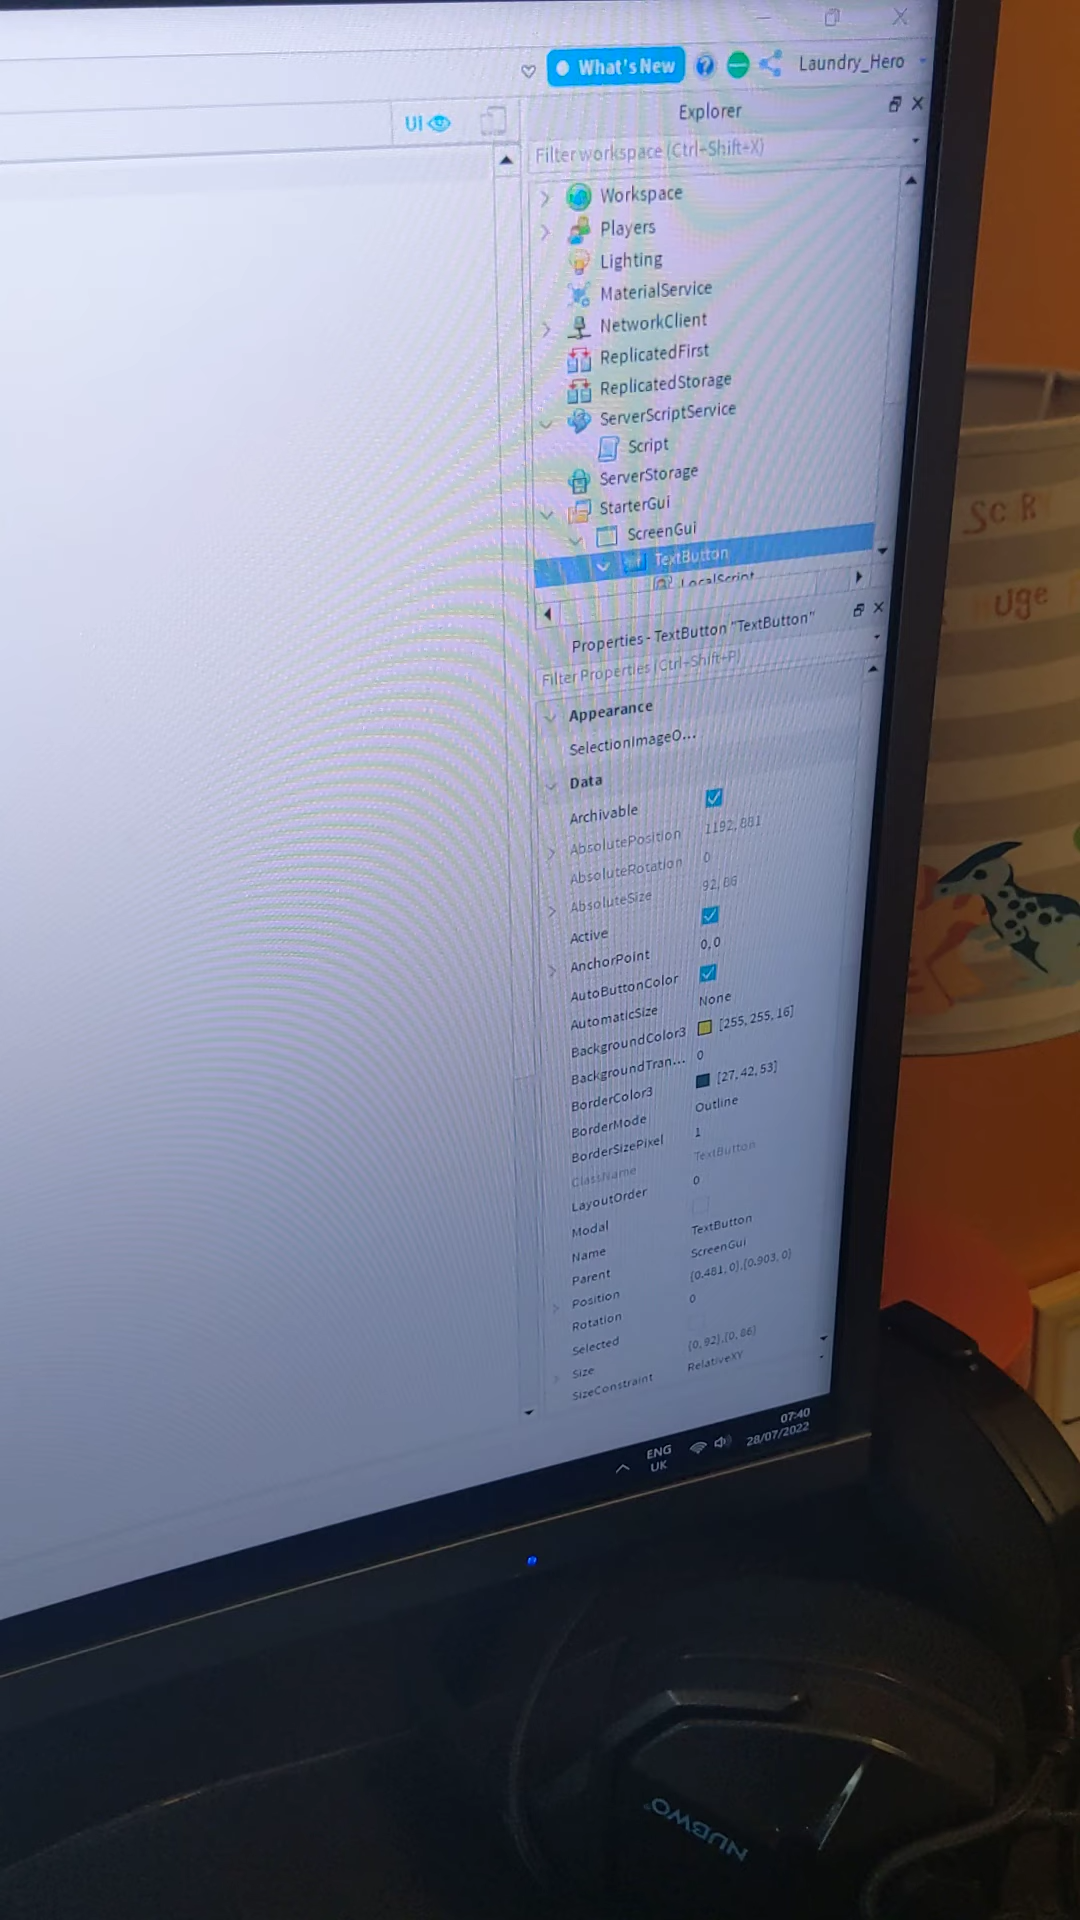 What's New
Laundry_Hero
UI
Explorer
Filter workspace (Ctrl+Shift+X)
Workspace
Players
Lighting
MaterialService
NetworkClient
ReplicatedFirst
ReplicatedStorage
ServerScriptService
Script
ServerStorage
StarterGui
ScreenGui
TextButton
LocalScript
Properties - TextButton "TextButton"
Filter Properties (Ctrl+Shift+P)
Appearance
SelectionImageO...
Data
Archivable
AbsolutePosition 1192, 881
AbsoluteRotation 0
AbsoluteSize 92, 86
Active
AnchorPoint 0, 0
AutoButtonColor
AutomaticSize None
BackgroundColor3 [255, 255, 16]
BackgroundTran... 0
BorderColor3 [27, 42, 53]
BorderMode Outline
BorderSizePixel 1
ClassName TextButton
LayoutOrder 0
Modal
Name TextButton
Parent ScreenGui
Position {0.481, 0},{0.903, 0}
Rotation 0
Selected
Size {0, 92},{0, 86}
SizeConstraint RelativeXY
ENG
UK
07:40
28/07/2022
SCR
uge
NUBWO